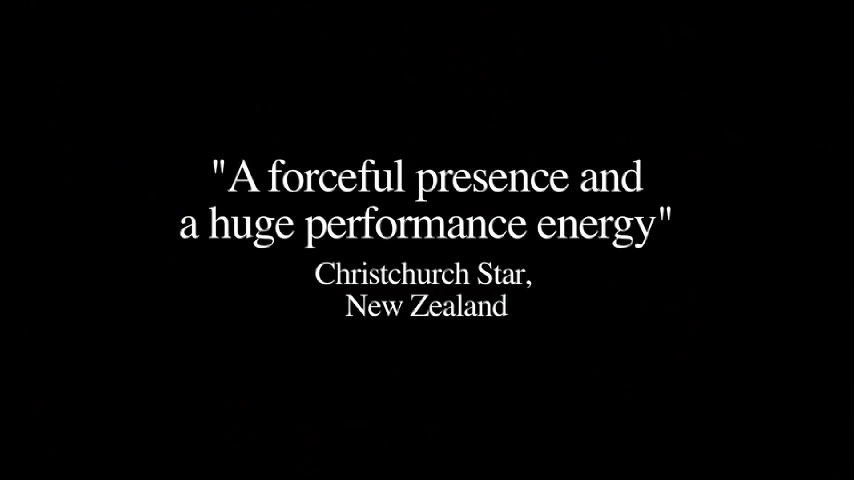 "A forceful presence and
a huge performance energy"
Christchurch Star,
New Zealand